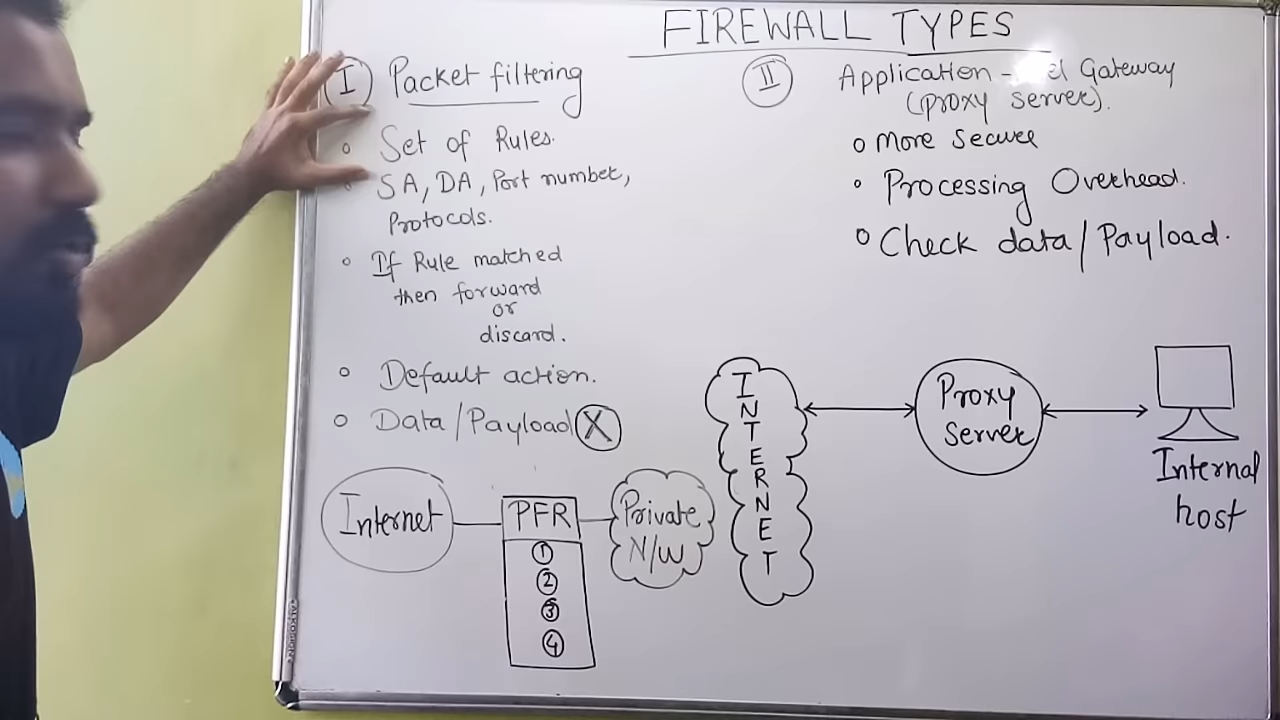 FIREWALL TYPES
I Packet filtering
Set of Rules.
SA, DA, Port number,
Protocols.
If Rule matched
then forward
or
discard.
Default action.
Data/Payload X
Internet
PFR
1
2
3
4
Private
N/W
II Application - Gateway
(Proxy server).
More Secure
Processing Overhead.
Check data/Payload.
INTERNET
Proxy
Server
Internal
host